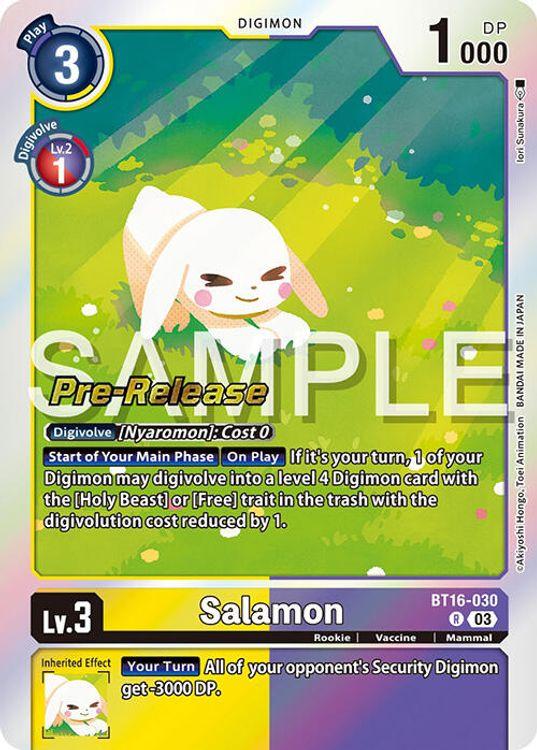 Play
3
DIGIMON
DP
1000
Digivolve
Lv.2
1
Iori Sunakura
SAMPLE
Pre-Release
Digivolve [Nyaromon]: Cost 0
Start of Your Main Phase On Play If it's your turn, 1 of your
Digimon may digivolve into a level 4 Digimon card with
the [Holy Beast] or [Free] trait in the trash with the
digivolution cost reduced by 1.
©Akiyoshi Hongo, Toei Animation BANDAI MADE IN JAPAN
Lv.3
Salamon
BT16-030
R 03
Rookie | Vaccine | Mammal
Inherited Effect
Your Turn All of your opponent's Security Digimon
get -3000 DP.